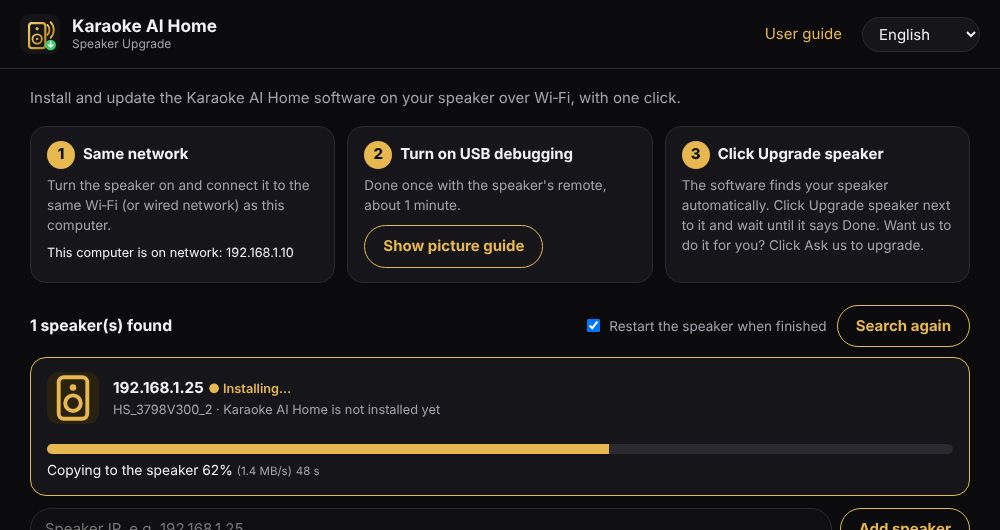 Karaoke AI Home
Speaker Upgrade
User guide
English
Install and update the Karaoke AI Home software on your speaker over Wi-Fi, with one click.
1 Same network
Turn the speaker on and connect it to the
same Wi-Fi (or wired network) as this
computer.
This computer is on network: 192.168.1.10
2 Turn on USB debugging
Done once with the speaker's remote,
about 1 minute.
Show picture guide
3 Click Upgrade speaker
The software finds your speaker
automatically. Click Upgrade speaker next
to it and wait until it says Done. Want us to
do it for you? Click Ask us to upgrade.
1 speaker(s) found
Restart the speaker when finished
Search again
192.168.1.25 Installing...
HS_3798V300_2 · Karaoke AI Home is not installed yet
Copying to the speaker 62% (1.4 MB/s) 48 s
Speaker IP, e.g. 192.168.1.25
Add speaker